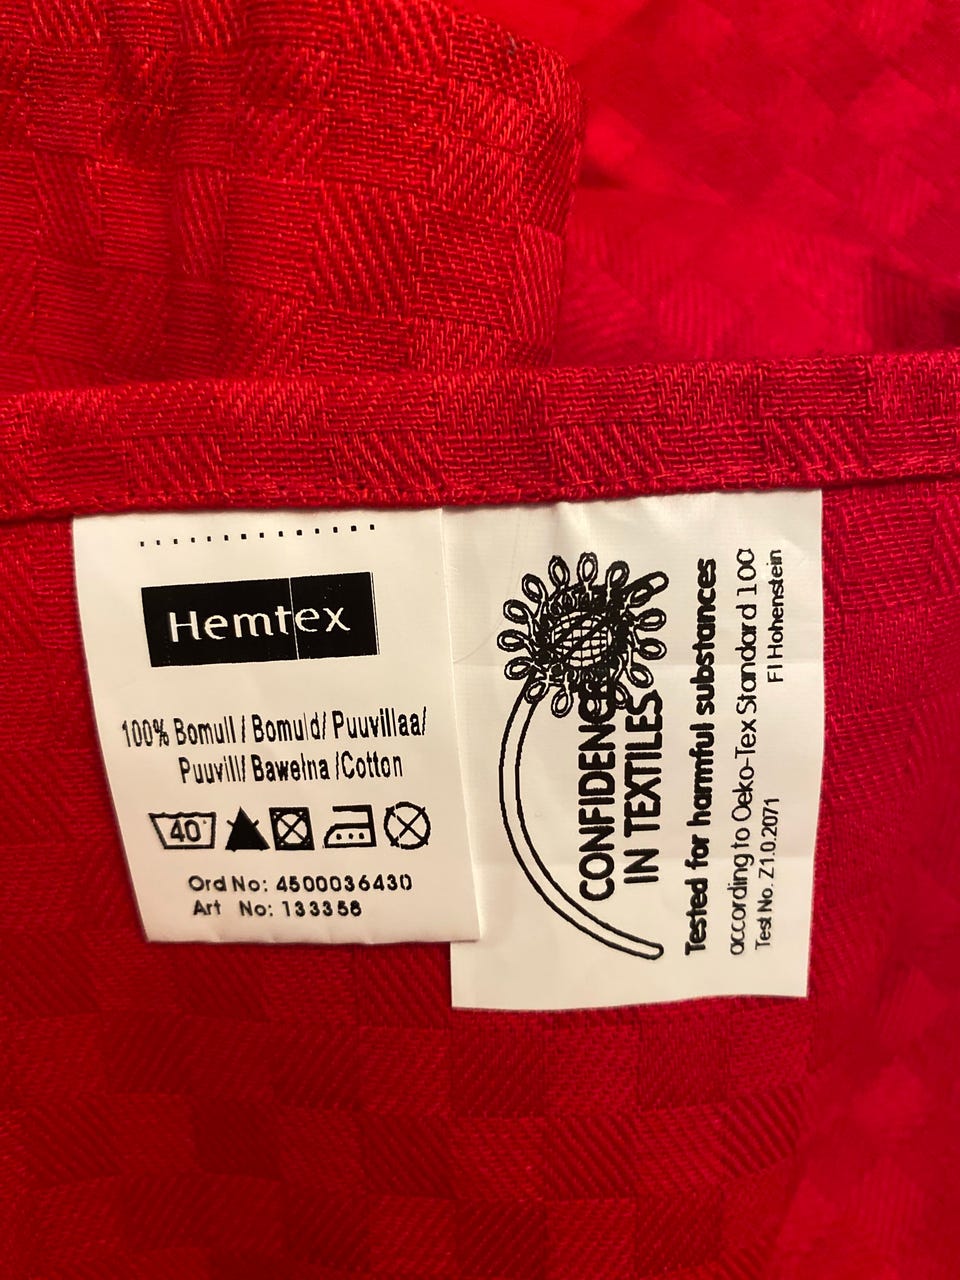 Hemtex
100% Bomull / Bomuld/ Puuvillaa/
Puuvill/ Bawełna /Cotton
40°
Ord No: 4500036430
Art No: 133358
CONFIDENCE
IN TEXTILES
Tested for harmful substances
according to Oeko-Tex Standard 100
Test No. Z1.0.2071 FI Hohenstein